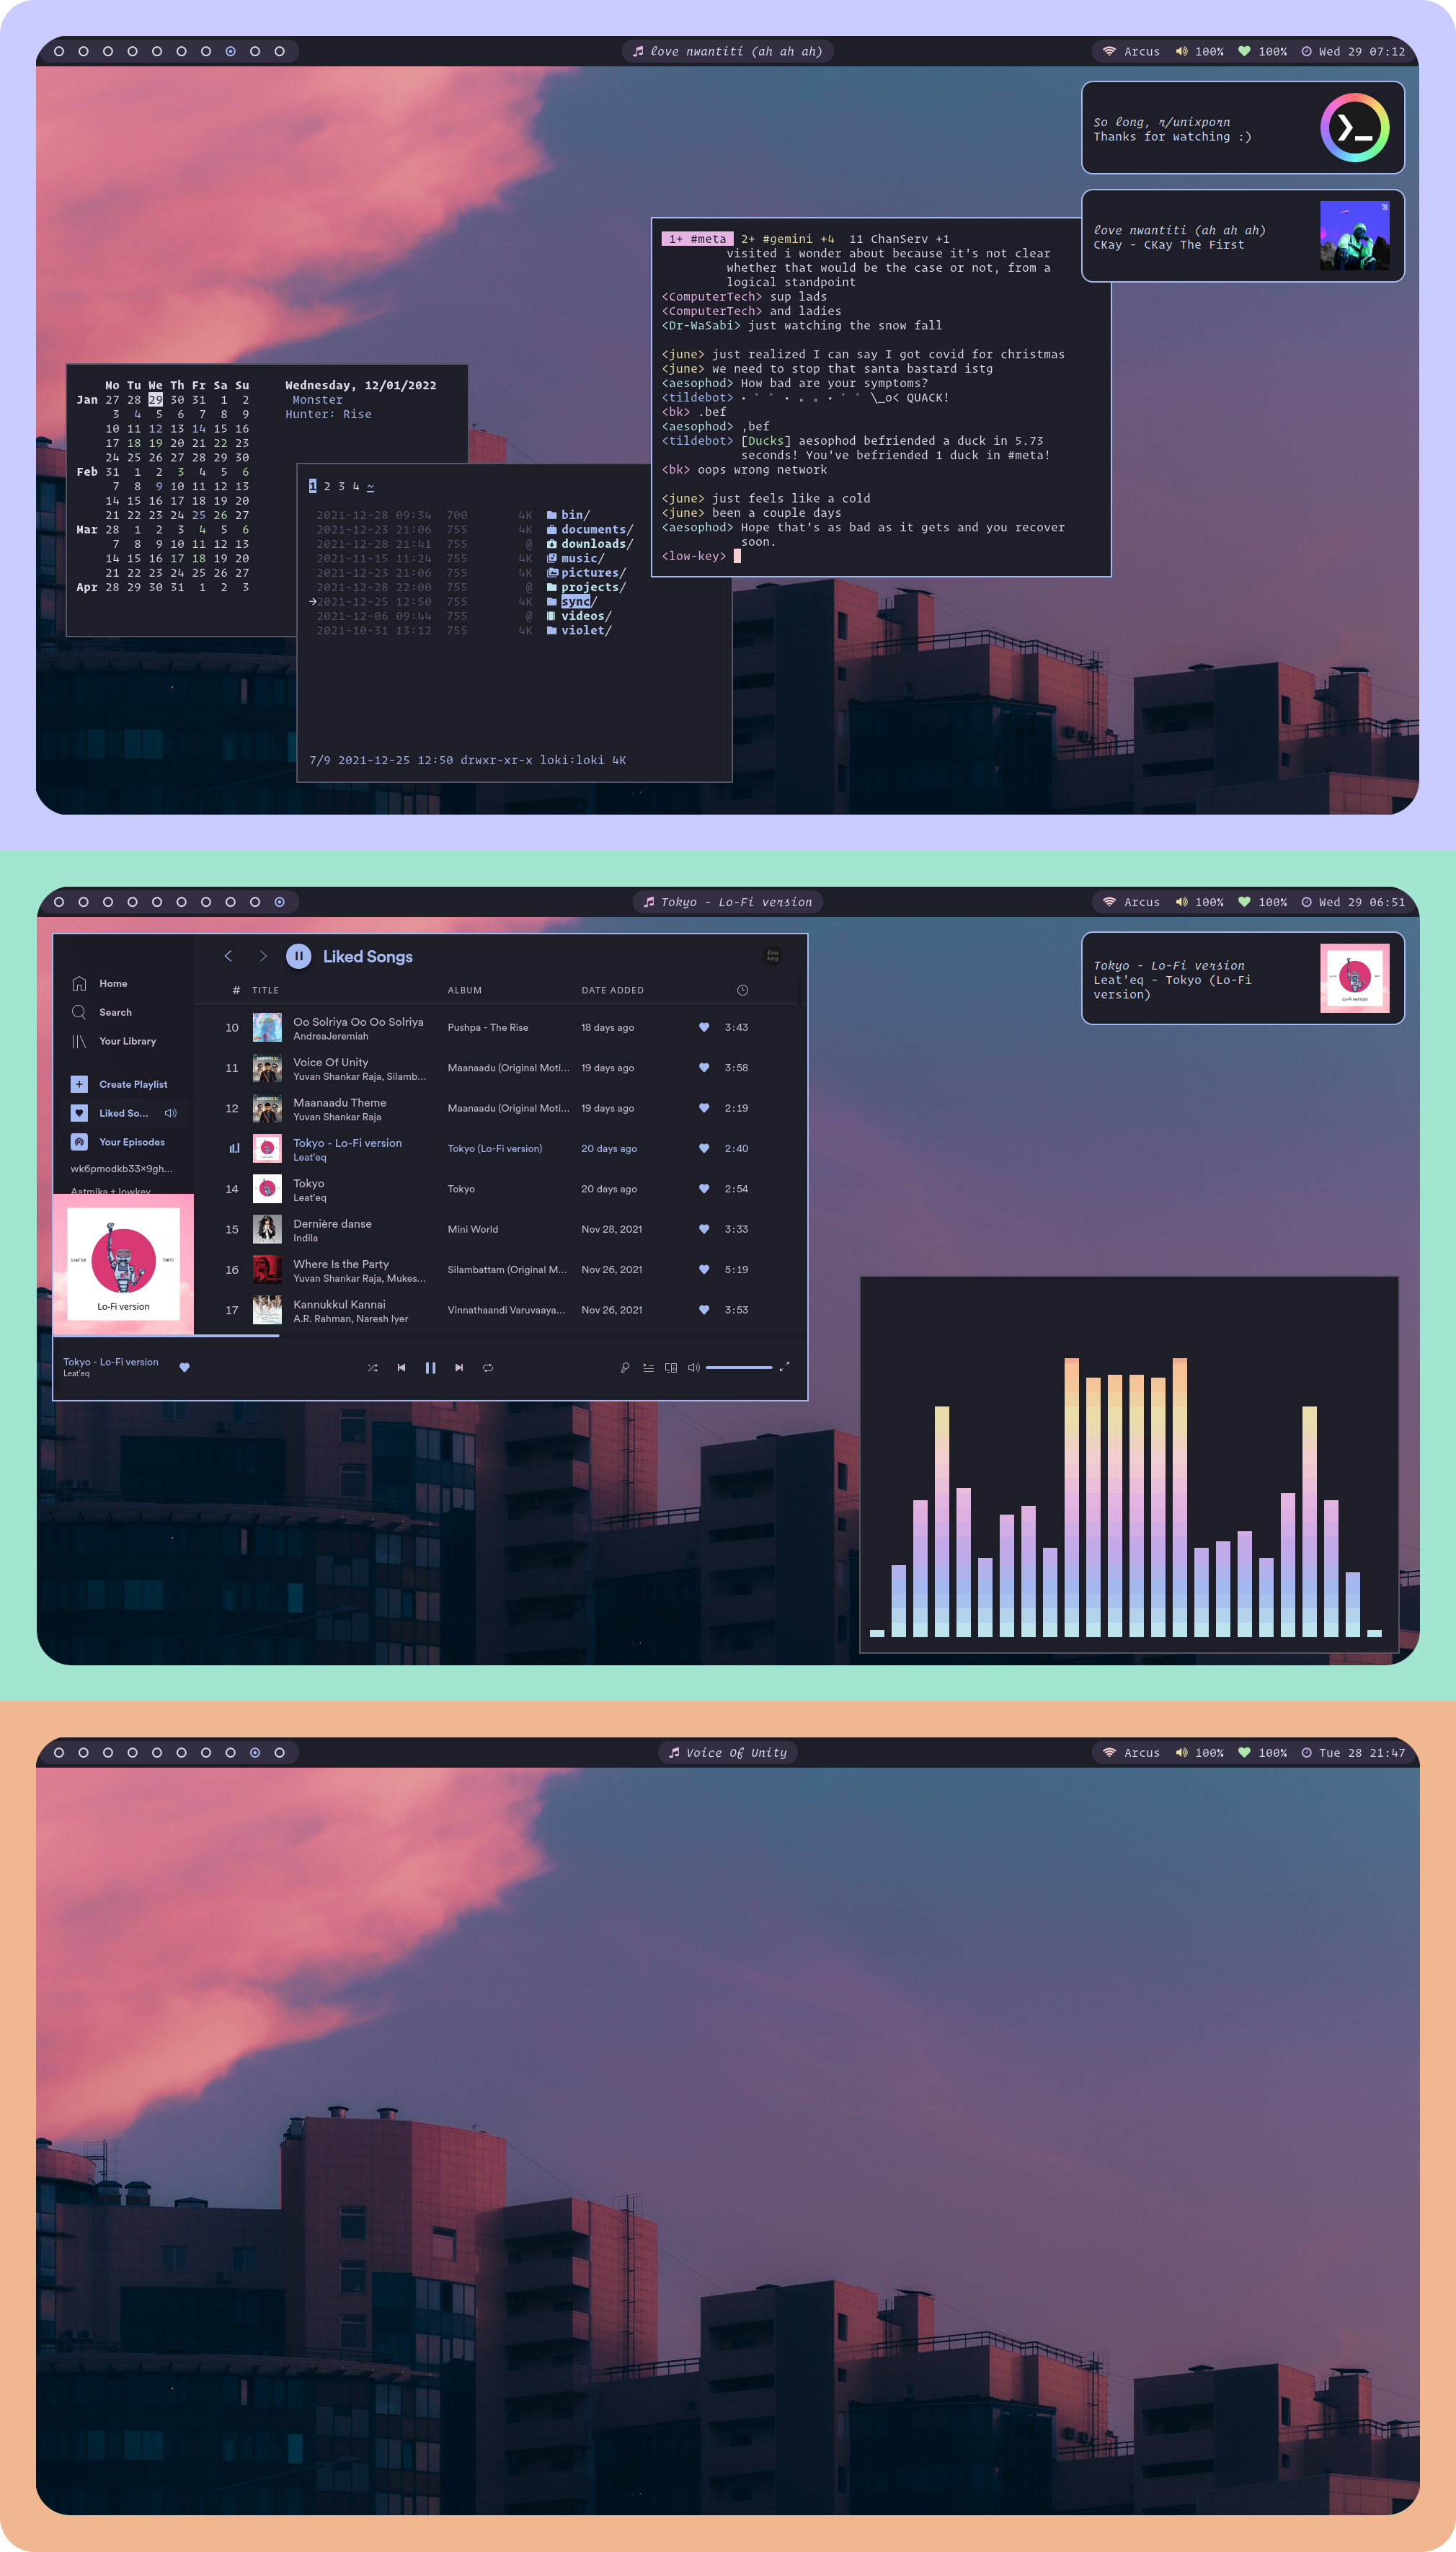 ℓove nwantiti (ah ah ah)
Arcus 100% 100% Wed 29 07:12
So ℓong, r/unixporn
Thanks for watching :)
ℓove nwantiti (ah ah ah)
CKay - CKay The First
1+ #meta 2+ #gemini +4 11 ChanServ +1
visited i wonder about because it's not clear
whether that would be the case or not, from a
logical standpoint
<ComputerTech> sup lads
<ComputerTech> and ladies
<Dr-WaSabi> just watching the snow fall
<june> just realized I can say I got covid for christmas
<june> we need to stop that santa bastard istg
<aesophod> How bad are your symptoms?
<tildebot> ・ ゜゜・。。・゜゜ \_o< QUACK!
<bk> .bef
<aesophod> ,bef
<tildebot> [Ducks] aesophod befriended a duck in 5.73
seconds! You've befriended 1 duck in #meta!
<bk> oops wrong network
<june> just feels like a cold
<june> been a couple days
<aesophod> Hope that's as bad as it gets and you recover
soon.
<low-key>
Mo Tu We Th Fr Sa Su
Jan 27 28 29 30 31 1 2
3 4 5 6 7 8 9
10 11 12 13 14 15 16
17 18 19 20 21 22 23
24 25 26 27 28 29 30
Feb 31 1 2 3 4 5 6
7 8 9 10 11 12 13
14 15 16 17 18 19 20
21 22 23 24 25 26 27
Mar 28 1 2 3 4 5 6
7 8 9 10 11 12 13
14 15 16 17 18 19 20
21 22 23 24 25 26 27
Apr 28 29 30 31 1 2 3
Wednesday, 12/01/2022
Monster
Hunter: Rise
1 2 3 4 ~
2021-12-28 09:34 700 4K bin/
2021-12-23 21:06 755 4K documents/
2021-12-28 21:41 755 @ downloads/
2021-11-15 11:24 755 4K music/
2021-12-23 21:06 755 4K pictures/
2021-12-28 22:00 755 @ projects/
→2021-12-25 12:50 755 4K sync/
2021-12-06 09:44 755 @ videos/
2021-10-31 13:12 755 4K violet/
7/9 2021-12-25 12:50 drwxr-xr-x loki:loki 4K
Tokyo - Lo-Fi version
Arcus 100% 100% Wed 29 06:51
Tokyo - Lo-Fi version
Leat'eq - Tokyo (Lo-Fi
version)
Lo-Fi version
Home
Search
Your Library
Create Playlist
Liked So...
Your Episodes
wk6pmodkb33x9gh...
Aatmika + lowkey
LEAT'EQ TOKYO
Lo-Fi version
Liked Songs
low
key
# TITLE ALBUM DATE ADDED
10 Oo Solriya Oo Oo Solriya Pushpa - The Rise 18 days ago 3:43
AndreaJeremiah
11 Voice Of Unity Maanaadu (Original Moti... 19 days ago 3:58
Yuvan Shankar Raja, Silamb...
12 Maanaadu Theme Maanaadu (Original Moti... 19 days ago 2:19
Yuvan Shankar Raja
Tokyo - Lo-Fi version Tokyo (Lo-Fi version) 20 days ago 2:40
Leat'eq
14 Tokyo Tokyo 20 days ago 2:54
Leat'eq
15 Dernière danse Mini World Nov 28, 2021 3:33
Indila
16 Where Is the Party Silambattam (Original M... Nov 26, 2021 5:19
Yuvan Shankar Raja, Mukes...
17 Kannukkul Kannai Vinnathaandi Varuvaaya... Nov 26, 2021 3:53
A.R. Rahman, Naresh Iyer
Tokyo - Lo-Fi version
Leat'eq
Voice Of Unity
Arcus 100% 100% Tue 28 21:47